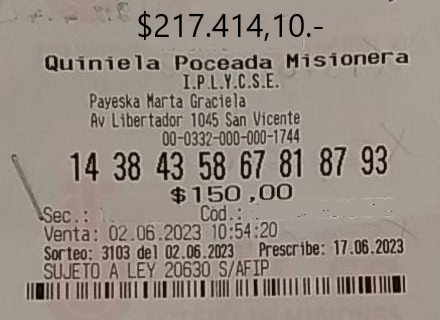 $217.414,10.-
Quiniela Poceada Misionera
I.P.L.Y.C.S.E.
Payeska Marta Graciela
Av Libertador 1045 San Vicente
00-0332-000-000-1744
14 38 43 58 67 81 87 93
$150,00
Sec.: Cod.:
Venta: 02.06.2023 10:54:20
Sorteo: 3103 del 02.06.2023 Prescribe: 17.06.2023
SUJETO A LEY 20630 S/AFIP